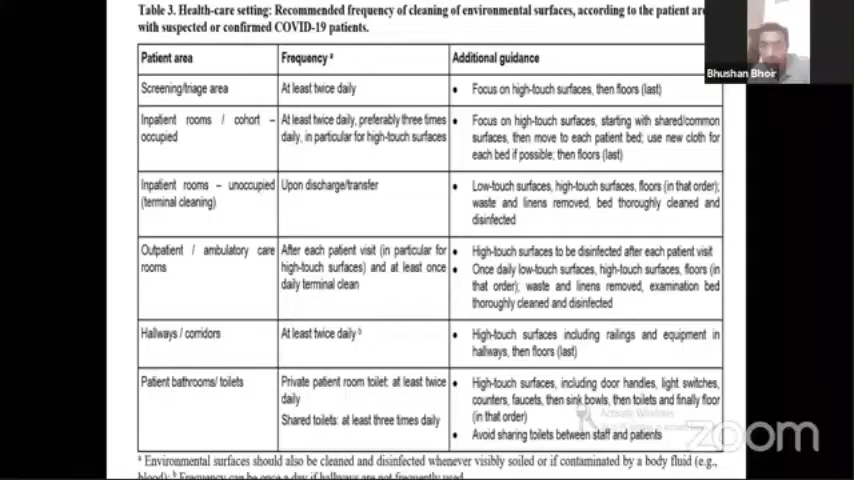 Table 3. Health-care setting: Recommended frequency of cleaning of environmental surfaces, according to the patient are
with suspected or confirmed COVID-19 patients.
Bhushan Bhoir
Patient area
Frequency a
Additional guidance
Screening/triage area
At least twice daily
• Focus on high-touch surfaces, then floors (last)
Inpatient rooms / cohort –
occupied
At least twice daily, preferably three times
daily, in particular for high-touch surfaces
• Focus on high-touch surfaces, starting with shared/common
surfaces, then move to each patient bed; use new cloth for
each bed if possible; then floors (last)
Inpatient rooms – unoccupied
(terminal cleaning)
Upon discharge/transfer
• Low-touch surfaces, high-touch surfaces, floors (in that order);
waste and linens removed, bed thoroughly cleaned and
disinfected
Outpatient / ambulatory care
rooms
After each patient visit (in particular for
high-touch surfaces) and at least once
daily terminal clean
• High-touch surfaces to be disinfected after each patient visit
• Once daily low-touch surfaces, high-touch surfaces, floors (in
that order); waste and linens removed, examination bed
thoroughly cleaned and disinfected
Hallways / corridors
At least twice daily b
• High-touch surfaces including railings and equipment in
hallways, then floors (last)
Patient bathrooms/ toilets
Private patient room toilet: at least twice
daily
Shared toilets: at least three times daily
• High-touch surfaces, including door handles, light switches,
counters, faucets, then sink bowls, then toilets and finally floor
(in that order)
• Avoid sharing toilets between staff and patients
Activate Windows
zoom
a Environmental surfaces should also be cleaned and disinfected whenever visibly soiled or if contaminated by a body fluid (e.g.,
blood); b Frequency can be once a day if hallways are not frequently used.